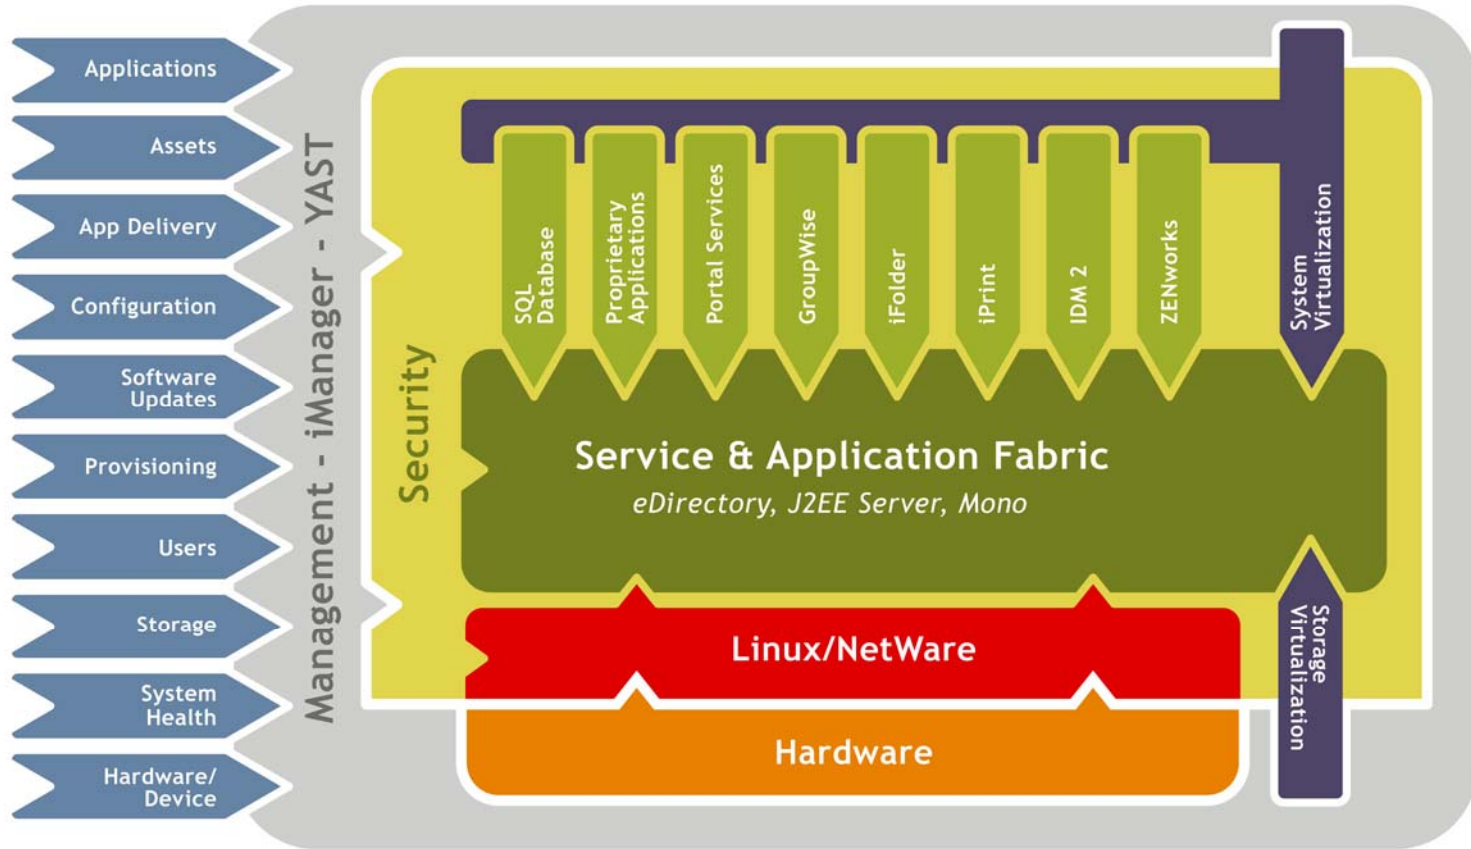 Applications
Assets
App Delivery
Configuration
Software
Updates
Provisioning
Users
Storage
System
Health
Hardware/
Device
Management - iManager - YAST
Security
SQL
Database
Proprietary
Applications
Portal Services
GroupWise
iFolder
iPrint
IDM 2
ZENworks
System
Virtualization
Service & Application Fabric
eDirectory, J2EE Server, Mono
Linux/NetWare
Hardware
Storage
Virtualization